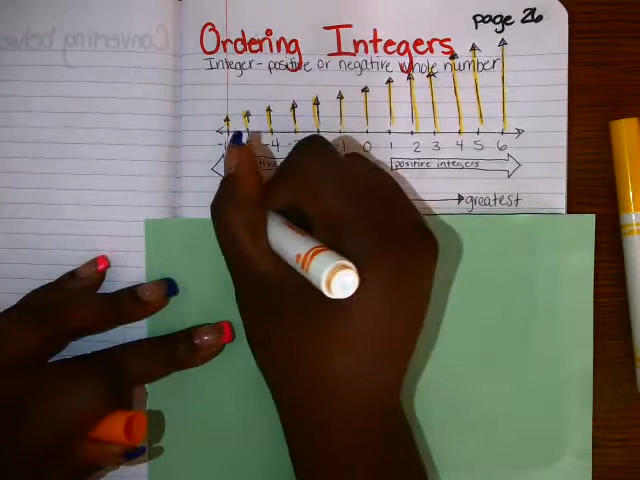 page 26
Ordering Integers
Integer- positive or negative whole number
-4 -1 0 1 2 3 4 5 6
positive integers
greatest